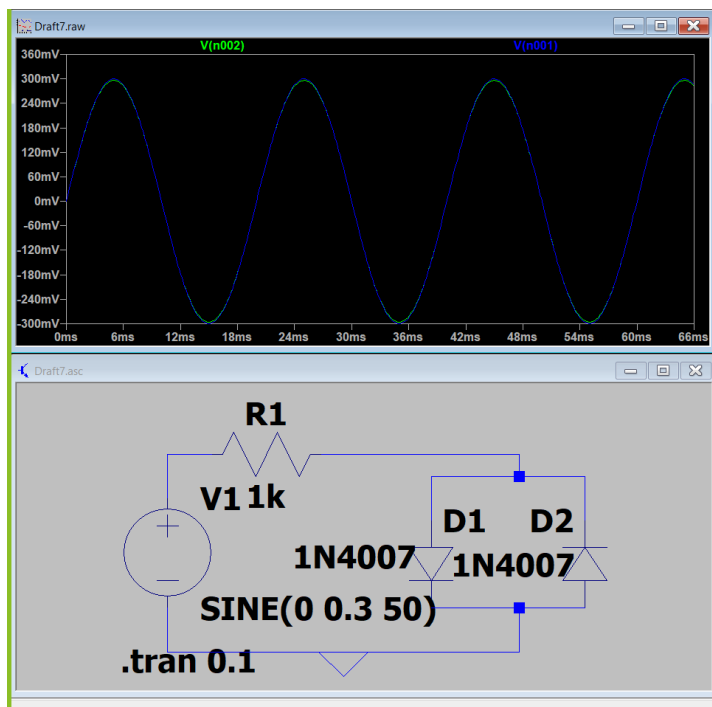 Draft7.raw
V(n002) V(n001)
360mV
300mV
240mV
180mV
120mV
60mV
0mV
-60mV
-120mV
-180mV
-240mV
-300mV
0ms 6ms 12ms 18ms 24ms 30ms 36ms 42ms 48ms 54ms 60ms 66ms
Draft7.asc
R1
V1 1k
D1 D2
1N4007 1N4007
SINE(0 0.3 50)
.tran 0.1